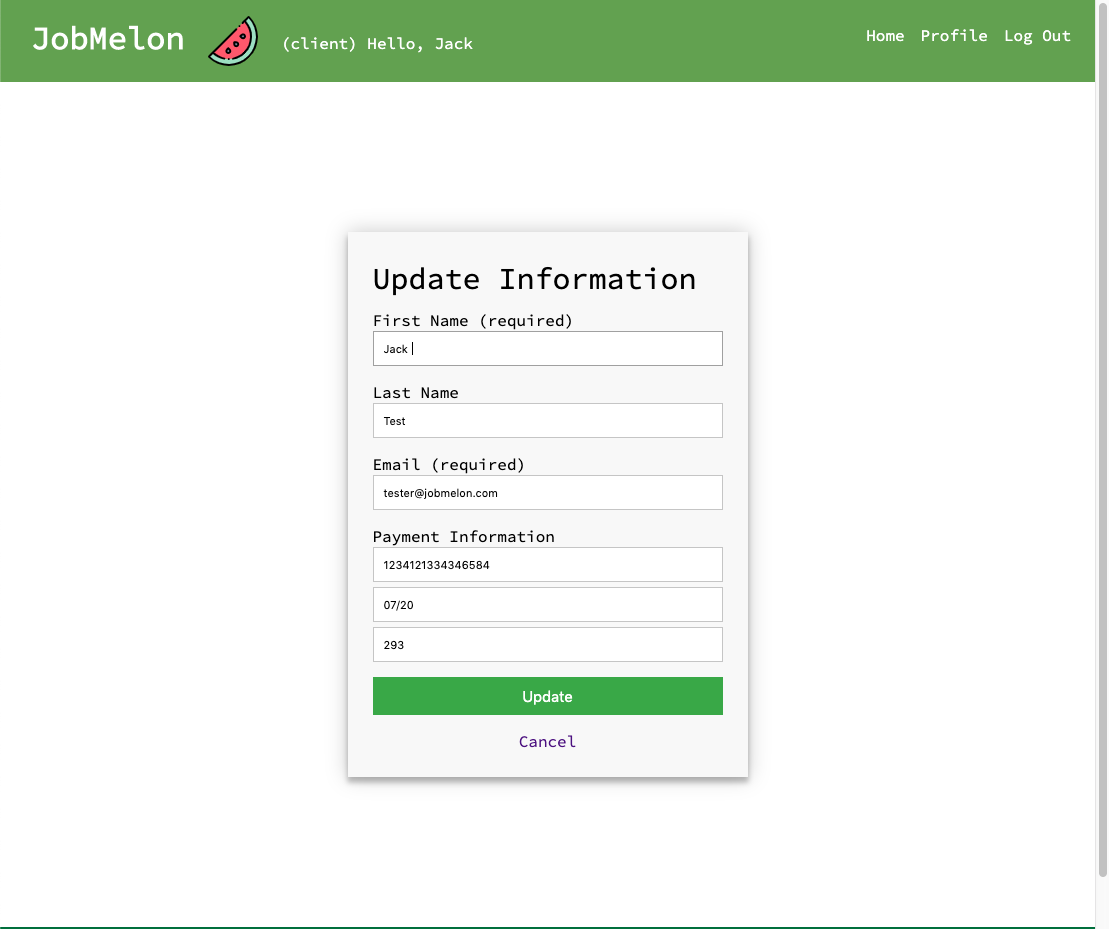 JobMelon
(client) Hello, Jack
Home Profile Log Out
Update Information
First Name (required)
Jack
Last Name
Test
Email (required)
tester@jobmelon.com
Payment Information
1234121334346584
07/20
293
Update
Cancel